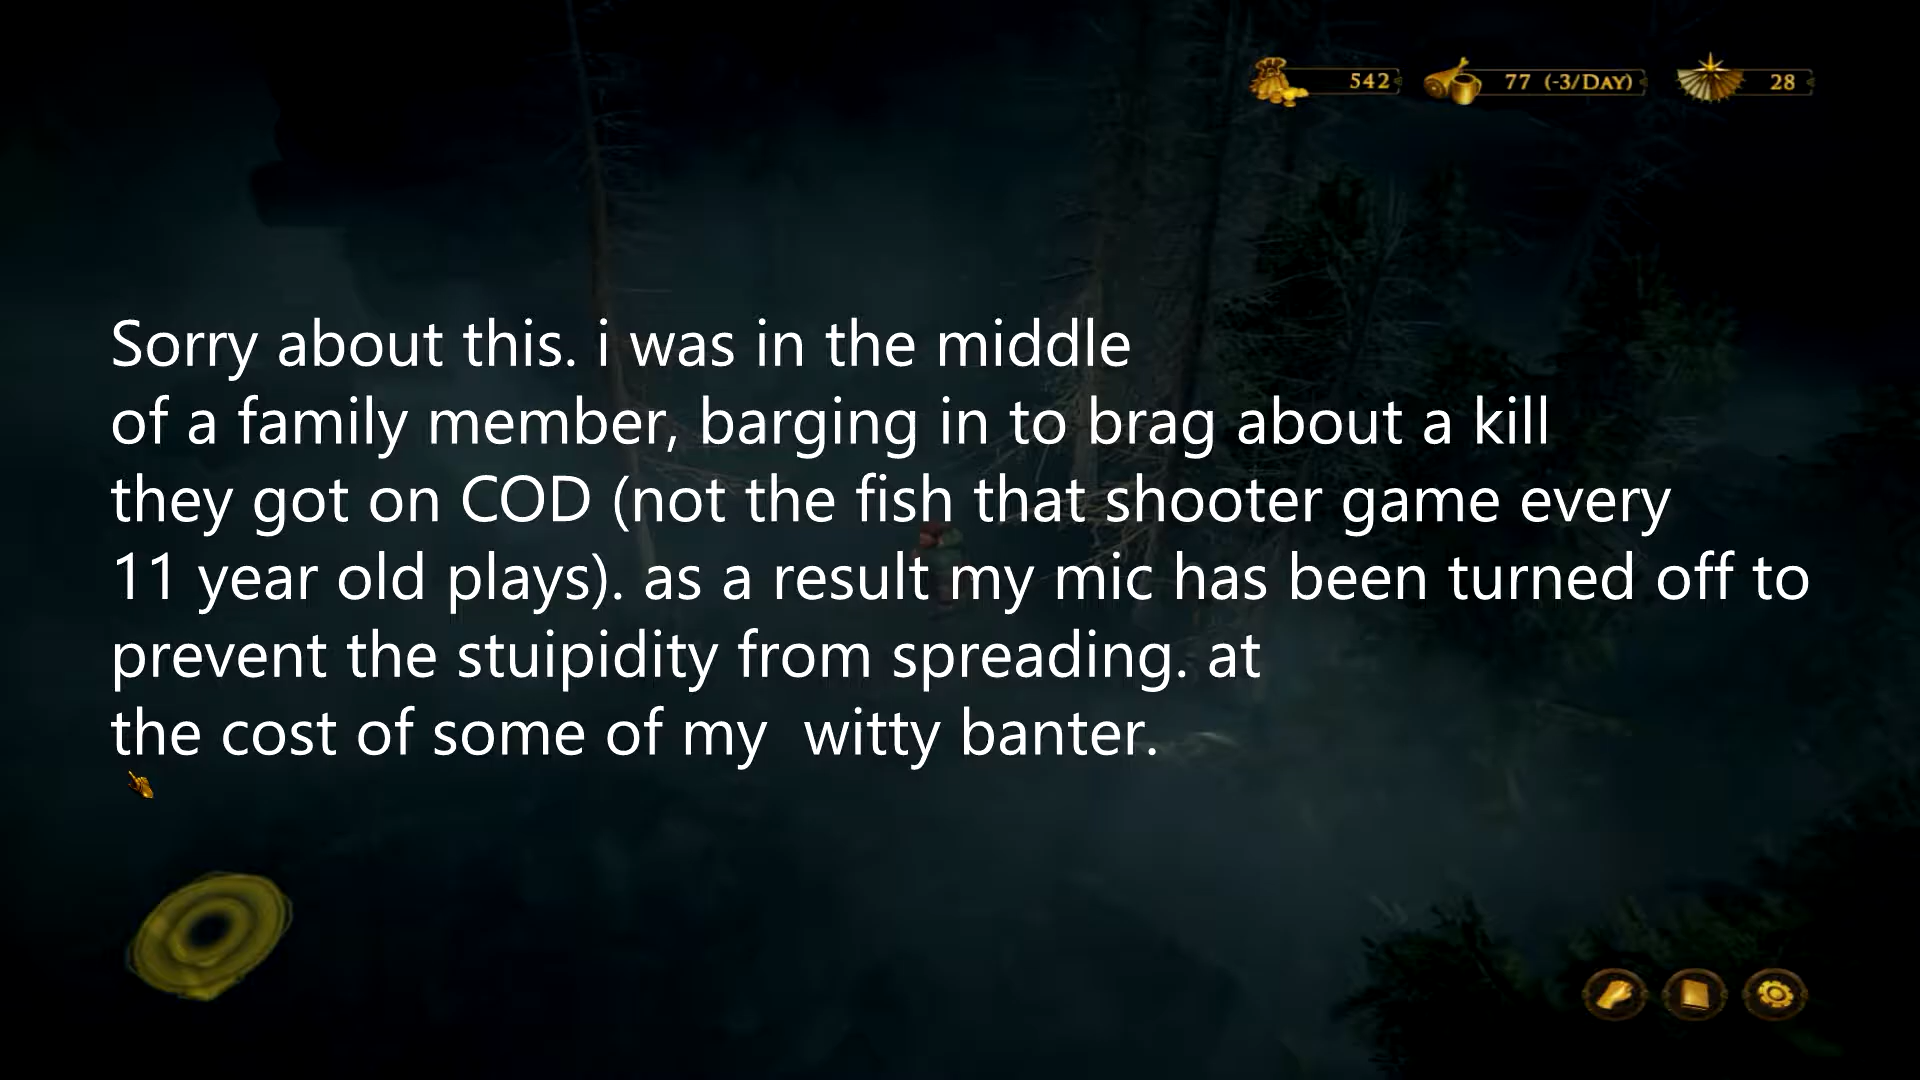 542 77 (-3/DAY) 28
Sorry about this. i was in the middle
of a family member, barging in to brag about a kill
they got on COD (not the fish that shooter game every
11 year old plays). as a result my mic has been turned off to
prevent the stuipidity from spreading. at
the cost of some of my  witty banter.